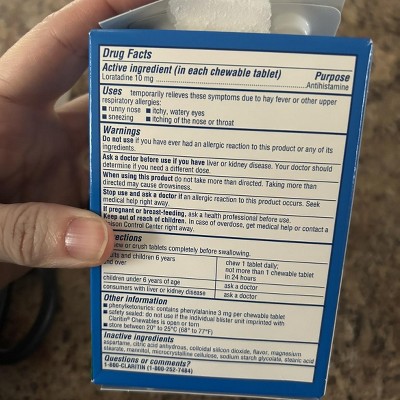 Drug Facts
Active ingredient (in each chewable tablet) Purpose
Loratadine 10 mg Antihistamine
Uses temporarily relieves these symptoms due to hay fever or other upper
respiratory allergies:
■ runny nose ■ itchy, watery eyes
■ sneezing ■ itching of the nose or throat
Warnings
Do not use if you have ever had an allergic reaction to this product or any of its
ingredients.
Ask a doctor before use if you have liver or kidney disease. Your doctor should
determine if you need a different dose.
When using this product do not take more than directed. Taking more than
directed may cause drowsiness.
Stop use and ask a doctor if an allergic reaction to this product occurs. Seek
medical help right away.
If pregnant or breast-feeding, ask a health professional before use.
Keep out of reach of children. In case of overdose, get medical help or contact a
Poison Control Center right away.
Directions
or crush tablets completely before swallowing.
adults and children 6 years chew 1 tablet daily;
and over not more than 1 chewable tablet
in 24 hours
children under 6 years of age ask a doctor
consumers with liver or kidney disease ask a doctor
Other information
■ phenylketonurics: contains phenylalanine 3 mg per chewable tablet
■ safety sealed: do not use if the individual blister unit imprinted with
Claritin® Chewables is open or torn
■ store between 20° to 25°C (68° to 77°F)
Inactive ingredients
aspartame, citric acid anhydrous, colloidal silicon dioxide, flavor, magnesium
stearate, mannitol, microcrystalline cellulose, sodium starch glycolate, stearic acid
Questions or comments?
1-800-CLARITIN (1-800-252-7484)